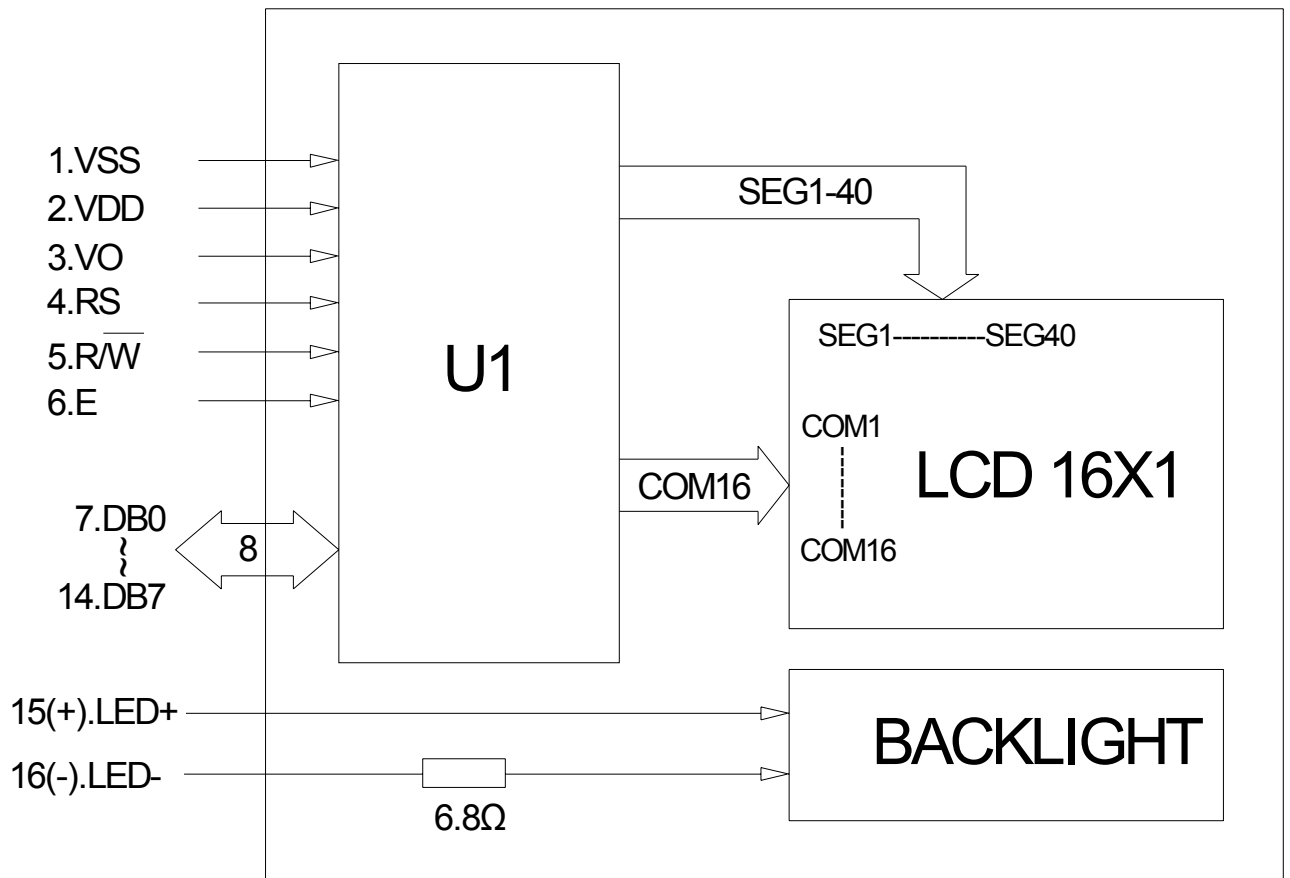 1.VSS
2.VDD
3.VO
4.RS
5.R/W̅
6.E
7.DB0
~
~
14.DB7
8
15(+).LED+
16(-).LED-
6.8Ω
U1
SEG1-40
COM16
SEG1----------SEG40
COM1
COM16
LCD 16X1
BACKLIGHT